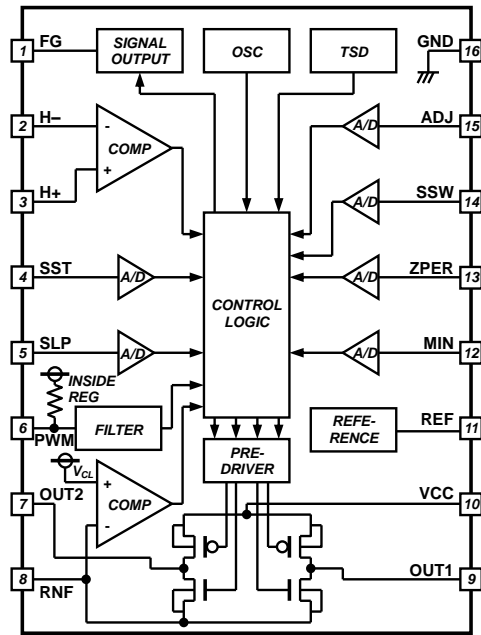 1 FG
SIGNAL
OUTPUT
OSC
TSD
GND 16
2 H–
-
COMP
+
3 H+
A/D
ADJ 15
A/D
SSW 14
4 SST
A/D
CONTROL
LOGIC
A/D
ZPER 13
5 SLP
A/D
A/D
MIN 12
INSIDE
REG
6
PWM
FILTER
REFE-
RENCE
REF 11
VCL
+
COMP
-
PRE-
DRIVER
7 OUT2
VCC 10
8 RNF
OUT1 9